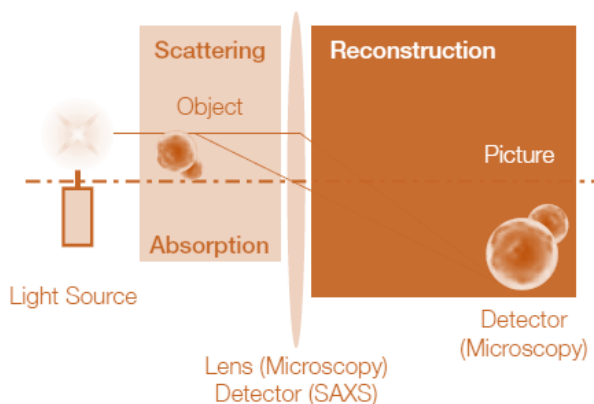 Scattering
Reconstruction
Object
Picture
Absorption
Light Source
Detector
(Microscopy)
Lens (Microscopy)
Detector (SAXS)